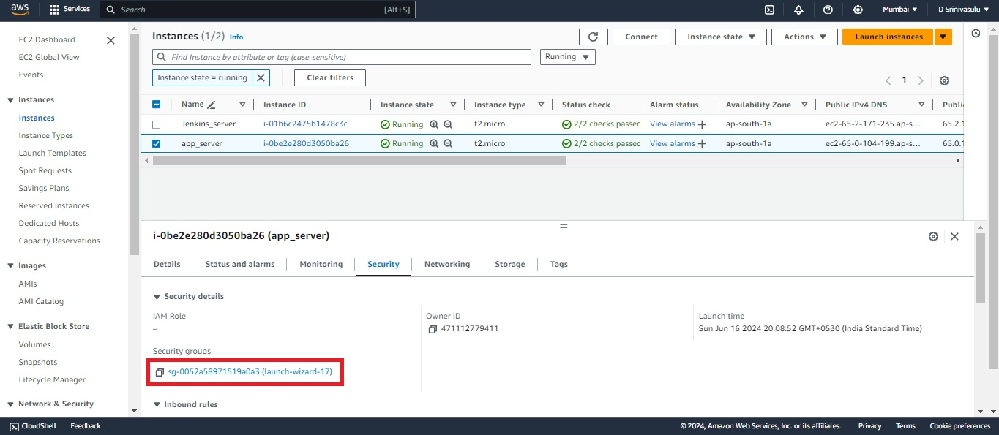 aws
Services
Search
[Alt+S]
Mumbai
D Srinivasulu
EC2 Dashboard
EC2 Global View
Events
Instances
Instances
Instance Types
Launch Templates
Spot Requests
Savings Plans
Reserved Instances
Dedicated Hosts
Capacity Reservations
Images
AMIs
AMI Catalog
Elastic Block Store
Volumes
Snapshots
Lifecycle Manager
Network & Security
Instances (1/2) Info
Connect
Instance state
Actions
Launch instances
Find Instance by attribute or tag (case-sensitive)
Running
Instance state = running
Clear filters
1
Name Instance ID Instance state Instance type Status check Alarm status Availability Zone Public IPv4 DNS Publi
Jenkins_server i-01b6c2475b1478c3c Running t2.micro 2/2 checks passed View alarms ap-south-1a ec2-65-2-171-235.ap-s... 65.2.1
app_server i-0be2e280d3050ba26 Running t2.micro 2/2 checks passed View alarms ap-south-1a ec2-65-0-104-199.ap-s... 65.0.1
i-0be2e280d3050ba26 (app_server)
Details Status and alarms Monitoring Security Networking Storage Tags
Security details
IAM Role
–
Owner ID
471112779411
Launch time
Sun Jun 16 2024 20:08:52 GMT+0530 (India Standard Time)
Security groups
sg-0052a58971519a0a3 (launch-wizard-17)
Inbound rules
CloudShell Feedback
© 2024, Amazon Web Services, Inc. or its affiliates. Privacy Terms Cookie preferences